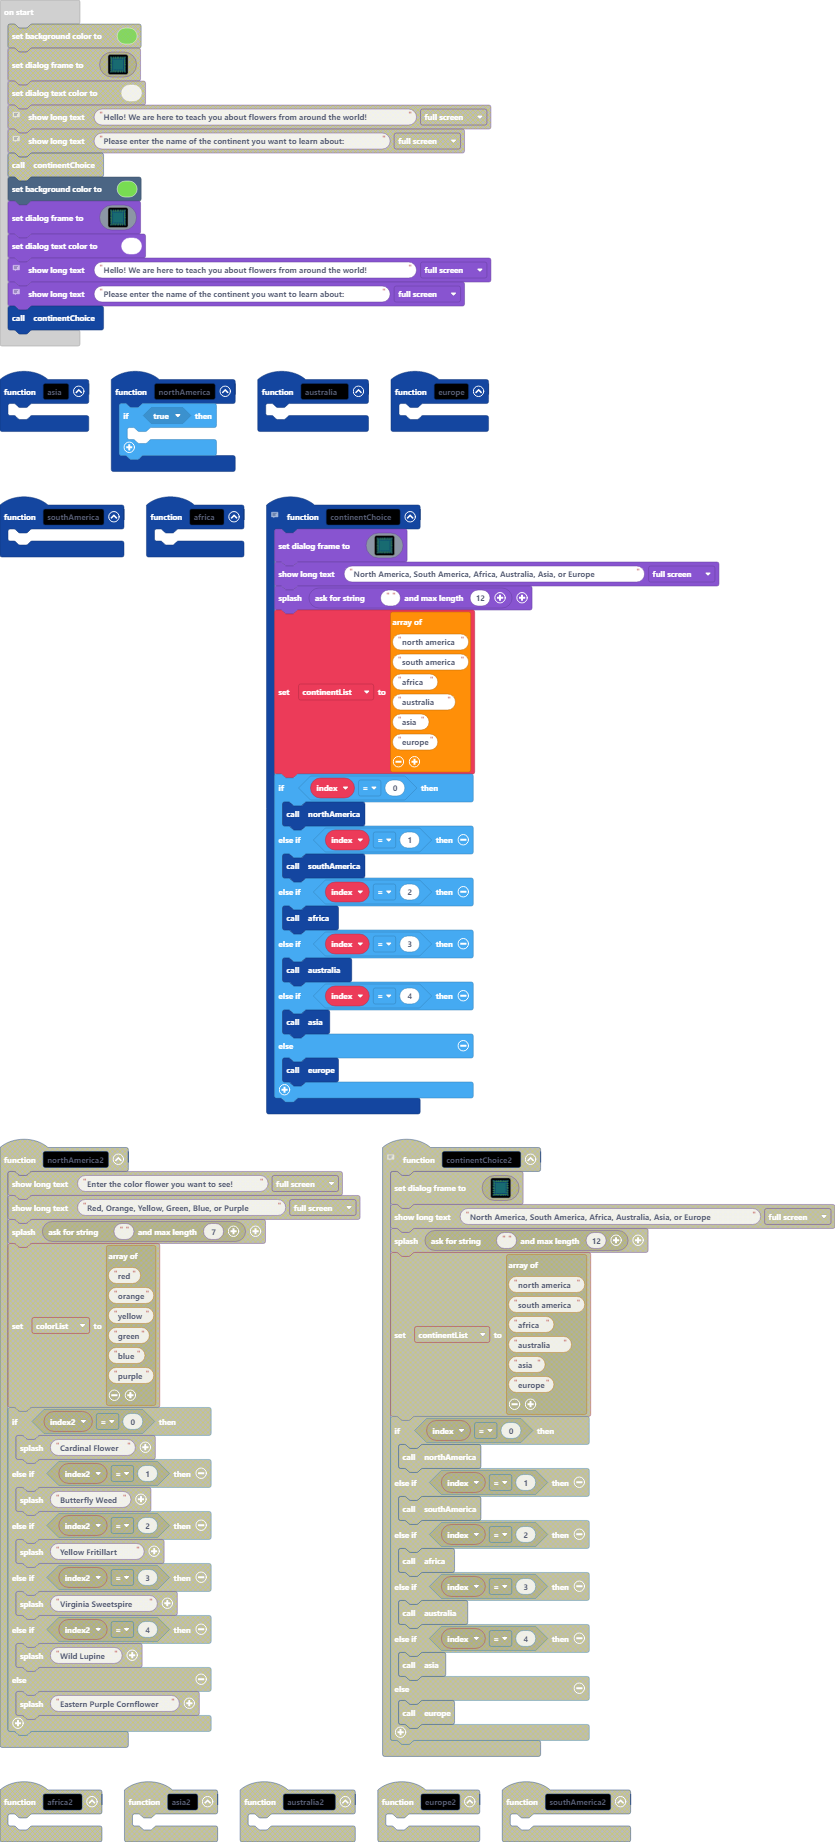 on start
set background color to
set dialog frame to
set dialog text color to
show long text "Hello! We are here to teach you about flowers from around the world!" full screen
show long text "Please enter the name of the continent you want to learn about: " full screen
call continentChoice
set background color to
set dialog frame to
set dialog text color to
show long text "Hello! We are here to teach you about flowers from around the world!" full screen
show long text "Please enter the name of the continent you want to learn about: " full screen
call continentChoice
function asia
function northAmerica
if true then
function australia
function europe
function southAmerica
function africa
function continentChoice
set dialog frame to
show long text "North America, South America, Africa, Australia, Asia, or Europe" full screen
splash ask for string "" and max length 12
set continentList to array of
"north america"
"south america"
"africa"
"australia"
"asia"
"europe"
if index = 0 then
call northAmerica
else if index = 1 then
call southAmerica
else if index = 2 then
call africa
else if index = 3 then
call australia
else if index = 4 then
call asia
else
call europe
function northAmerica2
show long text "Enter the color flower you want to see!" full screen
show long text "Red, Orange, Yellow, Green, Blue, or Purple" full screen
splash ask for string "" and max length 7
set colorList to array of
"red"
"orange"
"yellow"
"green"
"blue"
"purple"
if index2 = 0 then
splash "Cardinal Flower"
else if index2 = 1 then
splash "Butterfly Weed"
else if index2 = 2 then
splash "Yellow Fritillart"
else if index2 = 3 then
splash "Virginia Sweetspire"
else if index2 = 4 then
splash "Wild Lupine"
else
splash "Eastern Purple Cornflower"
function continentChoice2
set dialog frame to
show long text "North America, South America, Africa, Australia, Asia, or Europe" full screen
splash ask for string "" and max length 12
set continentList to array of
"north america"
"south america"
"africa"
"australia"
"asia"
"europe"
if index = 0 then
call northAmerica
else if index = 1 then
call southAmerica
else if index = 2 then
call africa
else if index = 3 then
call australia
else if index = 4 then
call asia
else
call europe
function africa2
function asia2
function australia2
function europe2
function southAmerica2